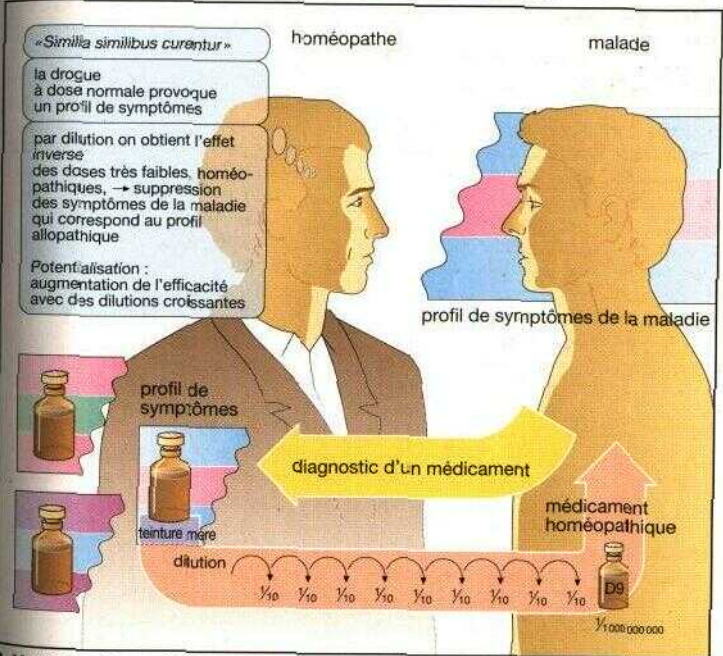 «Similia similibus curentur»
la drogue
à dose normale provoque
un profil de symptômes
par dilution on obtient l'effet
inverse
des doses très faibles, homéo-
pathiques, → suppression
des symptômes de la maladie
qui correspond au profil
allopathique
Potentialisation :
augmentation de l'efficacité
avec des dilutions croissantes
homéopathe
malade
profil de symptômes de la maladie
profil de
symptômes
diagnostic d'un médicament
teinture mère
médicament
homéopathique
dilution
1/10 1/10 1/10 1/10 1/10 1/10 1/10 1/10 1/10
D9
1/1 000 000 000